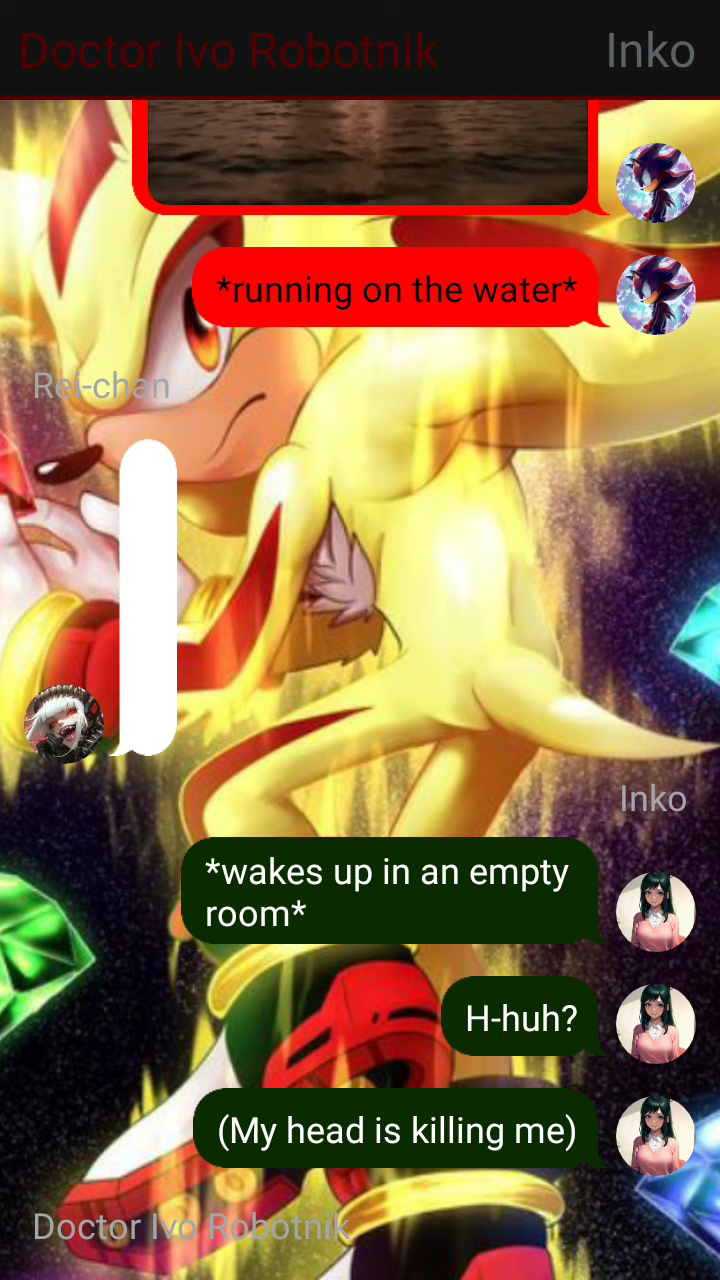 Doctor Ivo Robotnik Inko
*running on the water*
Rei-chan
Inko
*wakes up in an empty
room*
H-huh?
(My head is killing me)
Doctor Ivo Robotnik